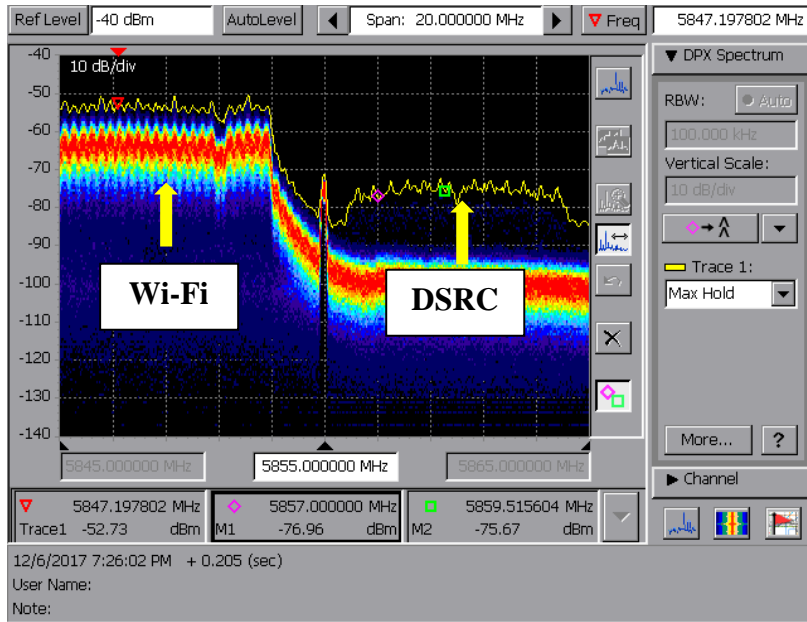 Ref Level -40 dBm AutoLevel Span: 20.000000 MHz Freq 5847.197802 MHz
DPX Spectrum
RBW: Auto
100.000 kHz
Vertical Scale:
10 dB/div
Trace 1:
Max Hold
More... ?
Channel
-40
10 dB/div
-50
-60
-70
-80
-90
-100
-110
-120
-130
-140
Wi-Fi
DSRC
5845.000000 MHz 5855.000000 MHz 5865.000000 MHz
5847.197802 MHz 5857.000000 MHz 5859.515604 MHz
Trace1 -52.73 dBm M1 -76.96 dBm M2 -75.67 dBm
12/6/2017 7:26:02 PM + 0.205 (sec)
User Name:
Note: